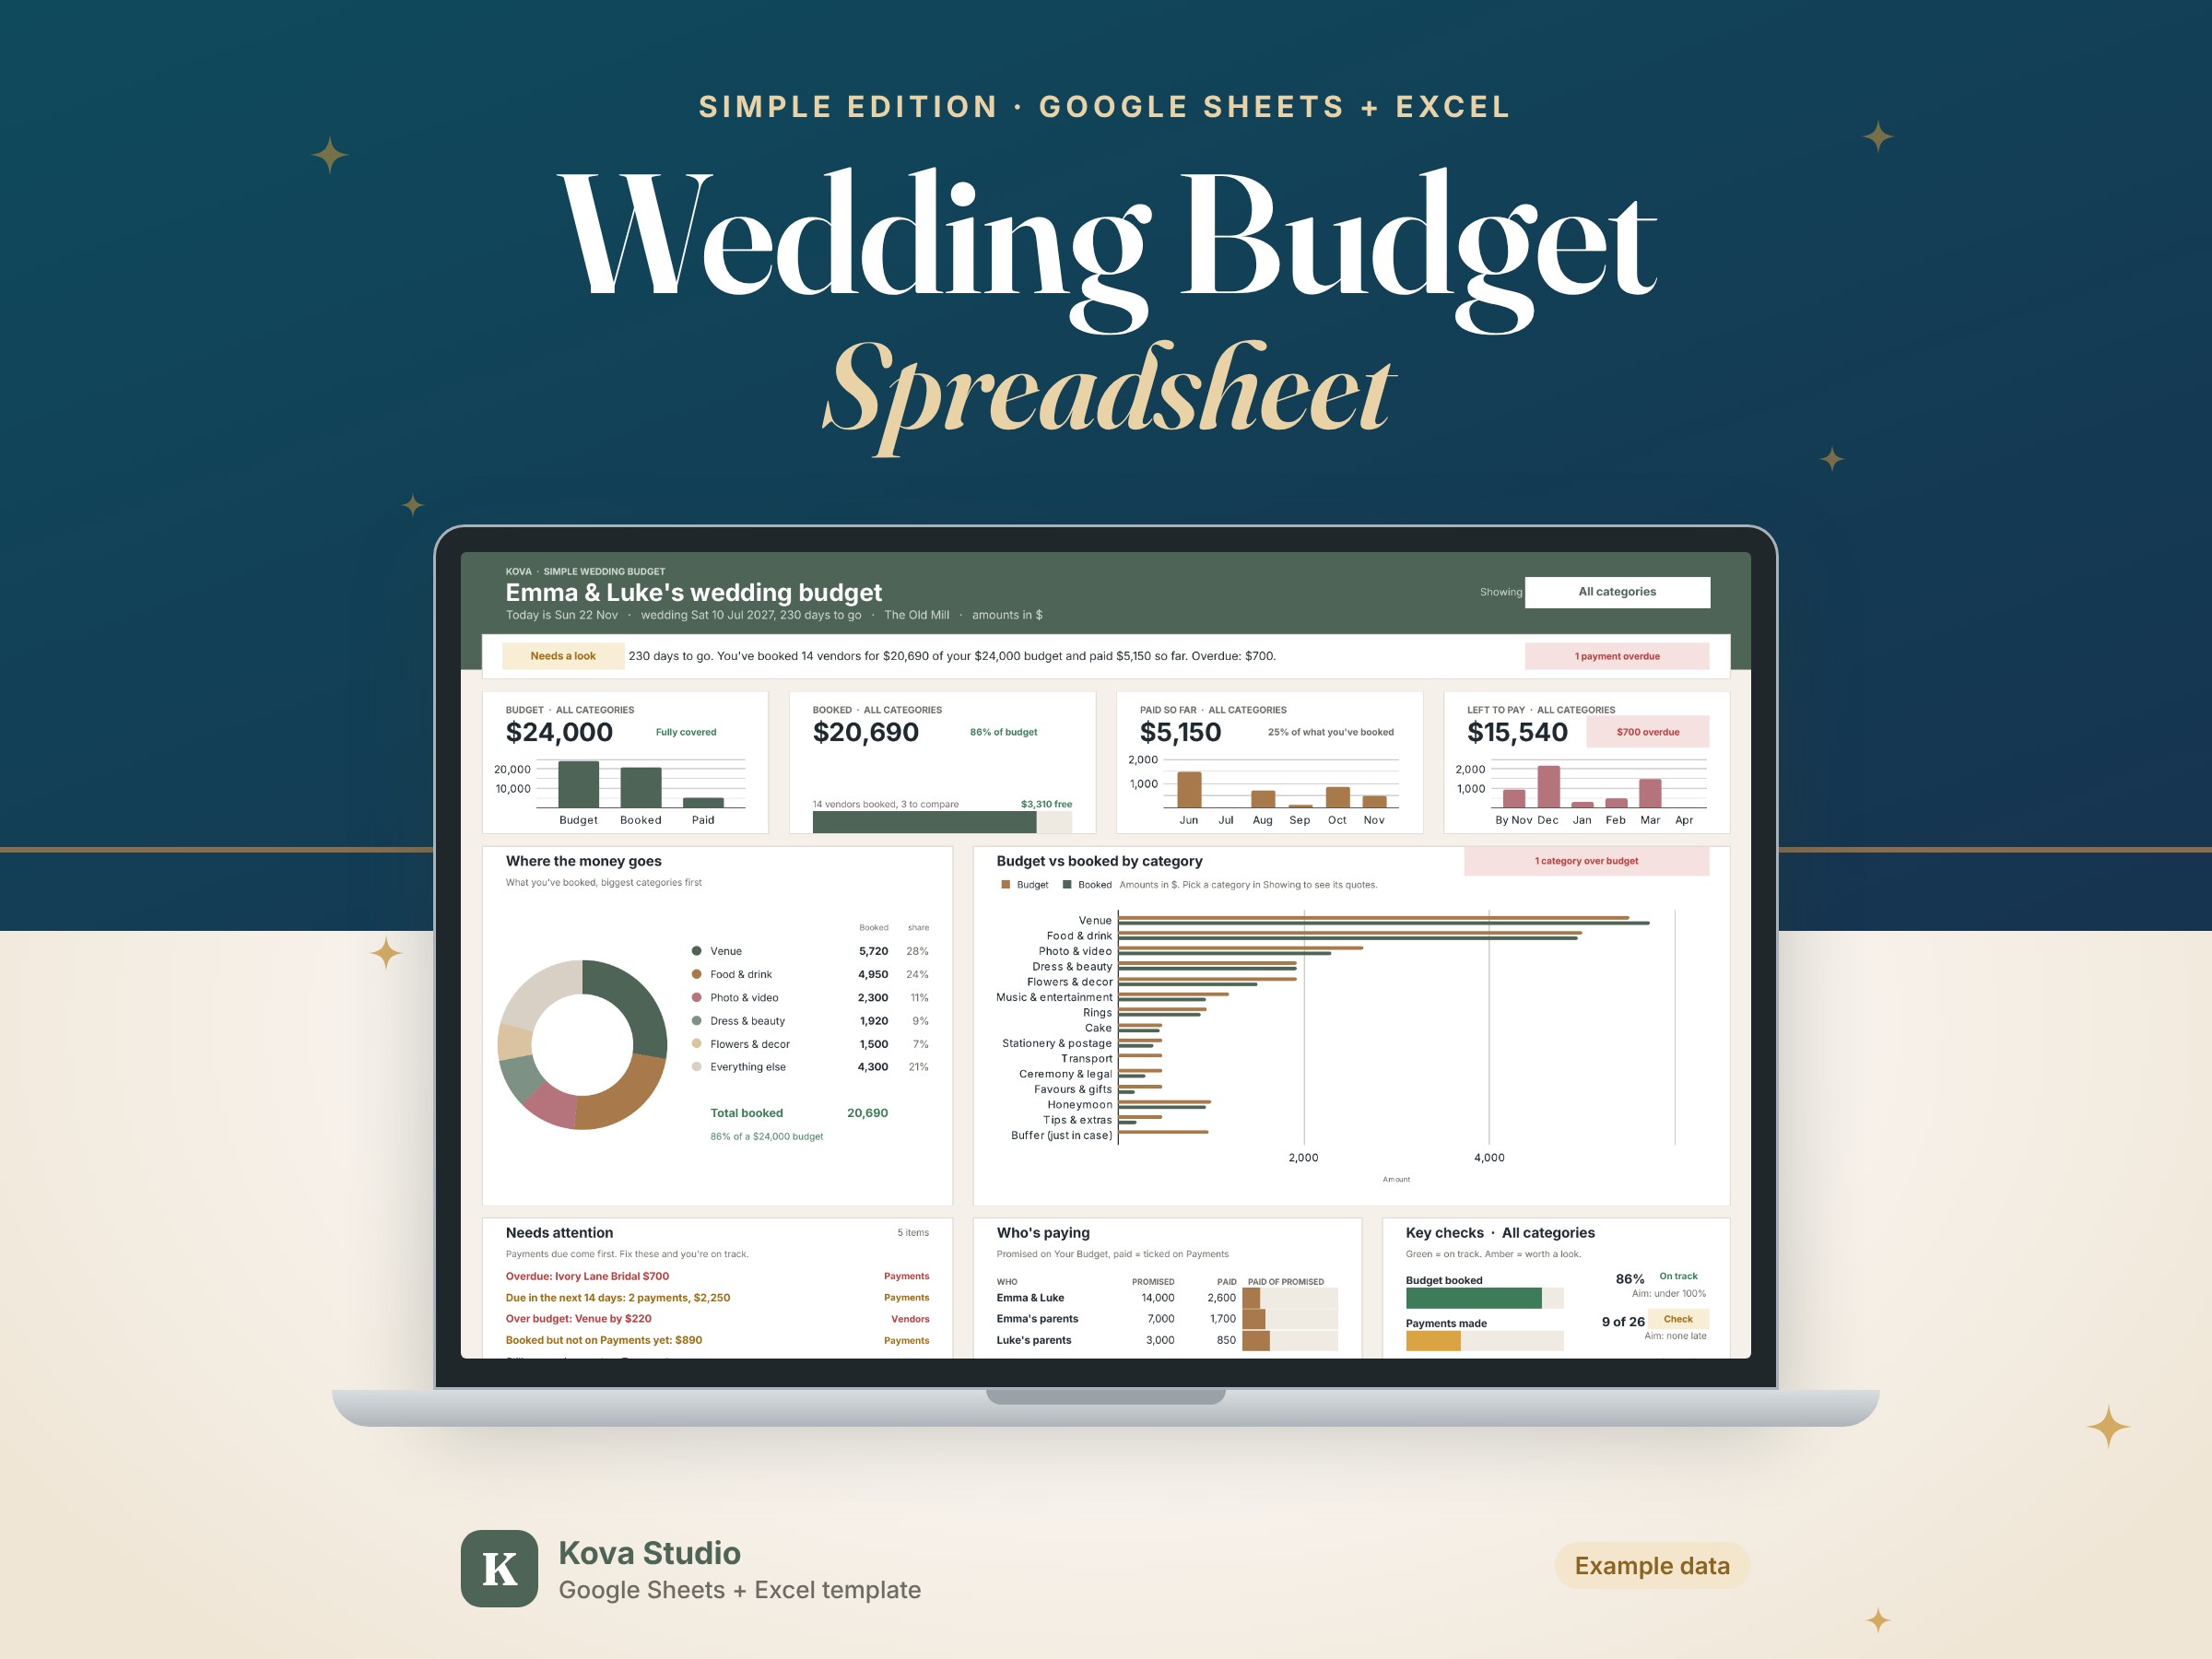 SIMPLE EDITION · GOOGLE SHEETS + EXCEL
Wedding Budget
Spreadsheet
KOVA · SIMPLE WEDDING BUDGET
Emma & Luke's wedding budget
Today is Sun 22 Nov · wedding Sat 10 Jul 2027, 230 days to go · The Old Mill · amounts in $
Showing All categories
Needs a look 230 days to go. You've booked 14 vendors for $20,690 of your $24,000 budget and paid $5,150 so far. Overdue: $700. 1 payment overdue
BUDGET · ALL CATEGORIES
$24,000 Fully covered
20,000
10,000
Budget Booked Paid
BOOKED · ALL CATEGORIES
$20,690 86% of budget
14 vendors booked, 3 to compare $3,310 free
PAID SO FAR · ALL CATEGORIES
$5,150 25% of what you've booked
2,000
1,000
Jun Jul Aug Sep Oct Nov
LEFT TO PAY · ALL CATEGORIES
$15,540 $700 overdue
2,000
1,000
By Nov Dec Jan Feb Mar Apr
Where the money goes
What you've booked, biggest categories first
Booked share
Venue 5,720 28%
Food & drink 4,950 24%
Photo & video 2,300 11%
Dress & beauty 1,920 9%
Flowers & decor 1,500 7%
Everything else 4,300 21%
Total booked 20,690
86% of a $24,000 budget
Budget vs booked by category 1 category over budget
Budget Booked Amounts in $. Pick a category in Showing to see its quotes.
Venue
Food & drink
Photo & video
Dress & beauty
Flowers & decor
Music & entertainment
Rings
Cake
Stationery & postage
Transport
Ceremony & legal
Favours & gifts
Honeymoon
Tips & extras
Buffer (just in case)
2,000 4,000
Amount
Needs attention 5 items
Payments due come first. Fix these and you're on track.
Overdue: Ivory Lane Bridal $700 Payments
Due in the next 14 days: 2 payments, $2,250 Payments
Over budget: Venue by $220 Vendors
Booked but not on Payments yet: $890 Payments
Who's paying
Promised on Your Budget, paid = ticked on Payments
WHO PROMISED PAID PAID OF PROMISED
Emma & Luke 14,000 2,600
Emma's parents 7,000 1,700
Luke's parents 3,000 850
Key checks · All categories
Green = on track. Amber = worth a look.
Budget booked 86% On track
Aim: under 100%
Payments made 9 of 26 Check
Aim: none late
K
Kova Studio
Google Sheets + Excel template
Example data